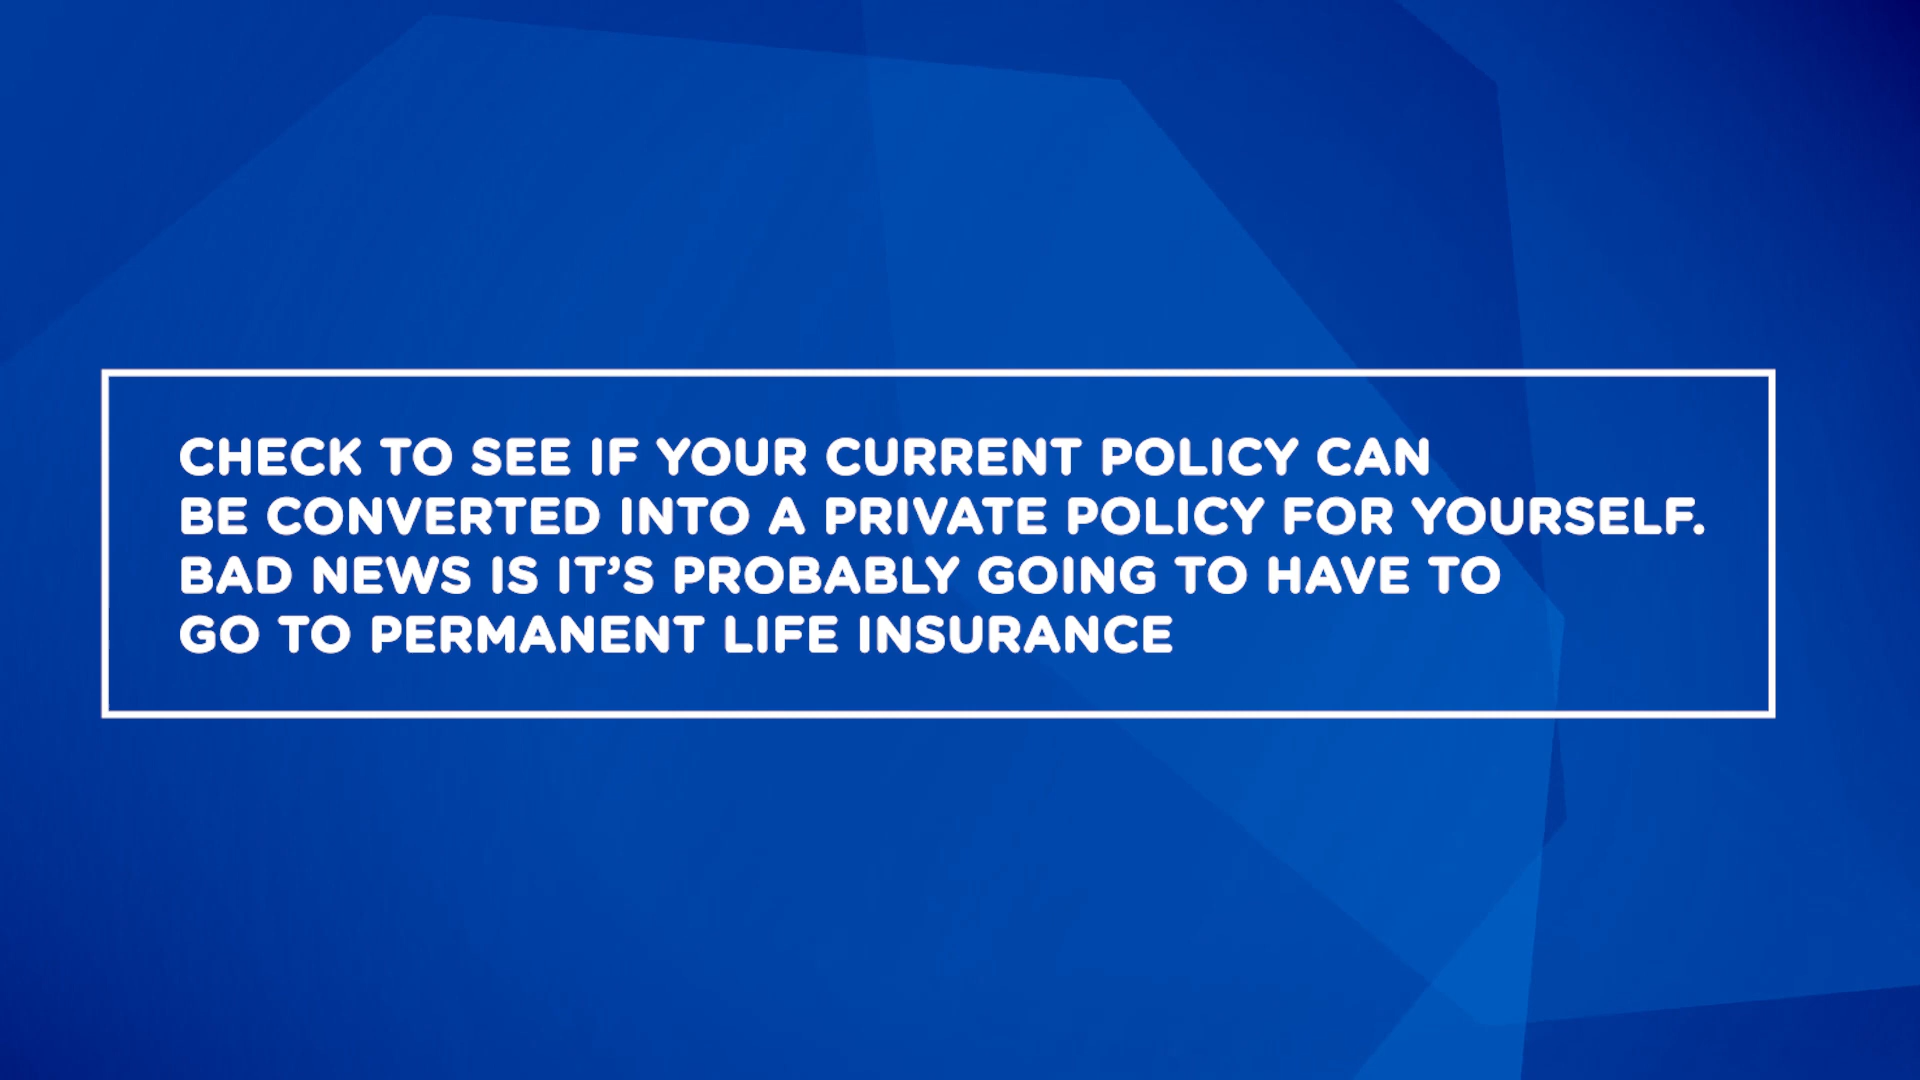 CHECK TO SEE IF YOUR CURRENT POLICY CAN
BE CONVERTED INTO A PRIVATE POLICY FOR YOURSELF.
BAD NEWS IS IT’S PROBABLY GOING TO HAVE TO
GO TO PERMANENT LIFE INSURANCE